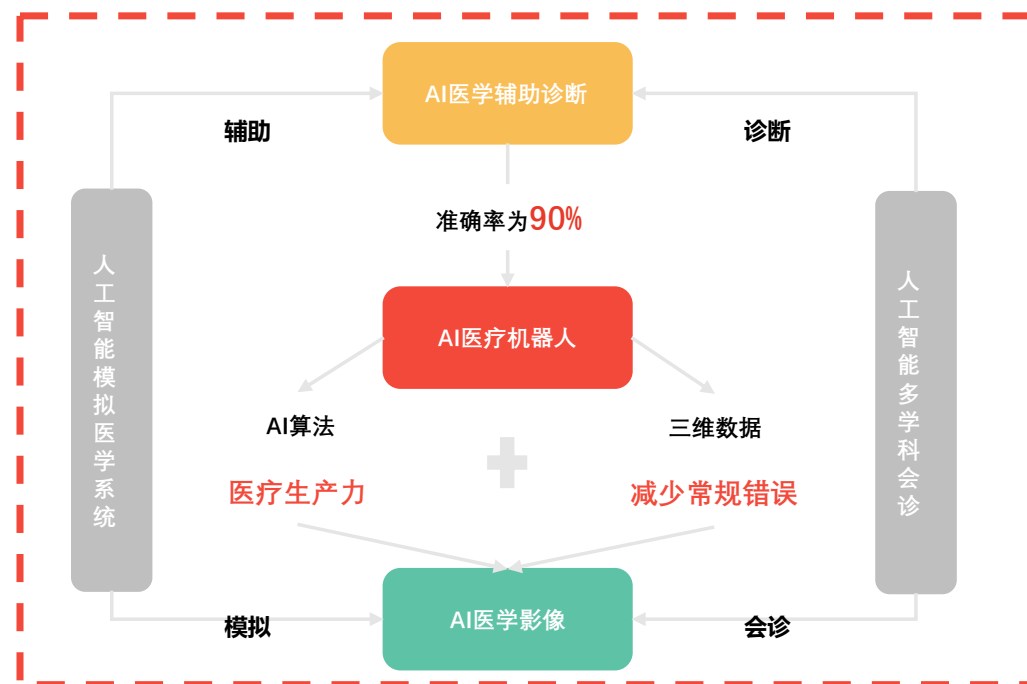 AI医学辅助诊断
辅助
诊断
准确率为90%
人工智能模拟医学系统
人工智能多学科会诊
AI医疗机器人
AI算法
三维数据
医疗生产力
减少常规错误
AI医学影像
模拟
会诊